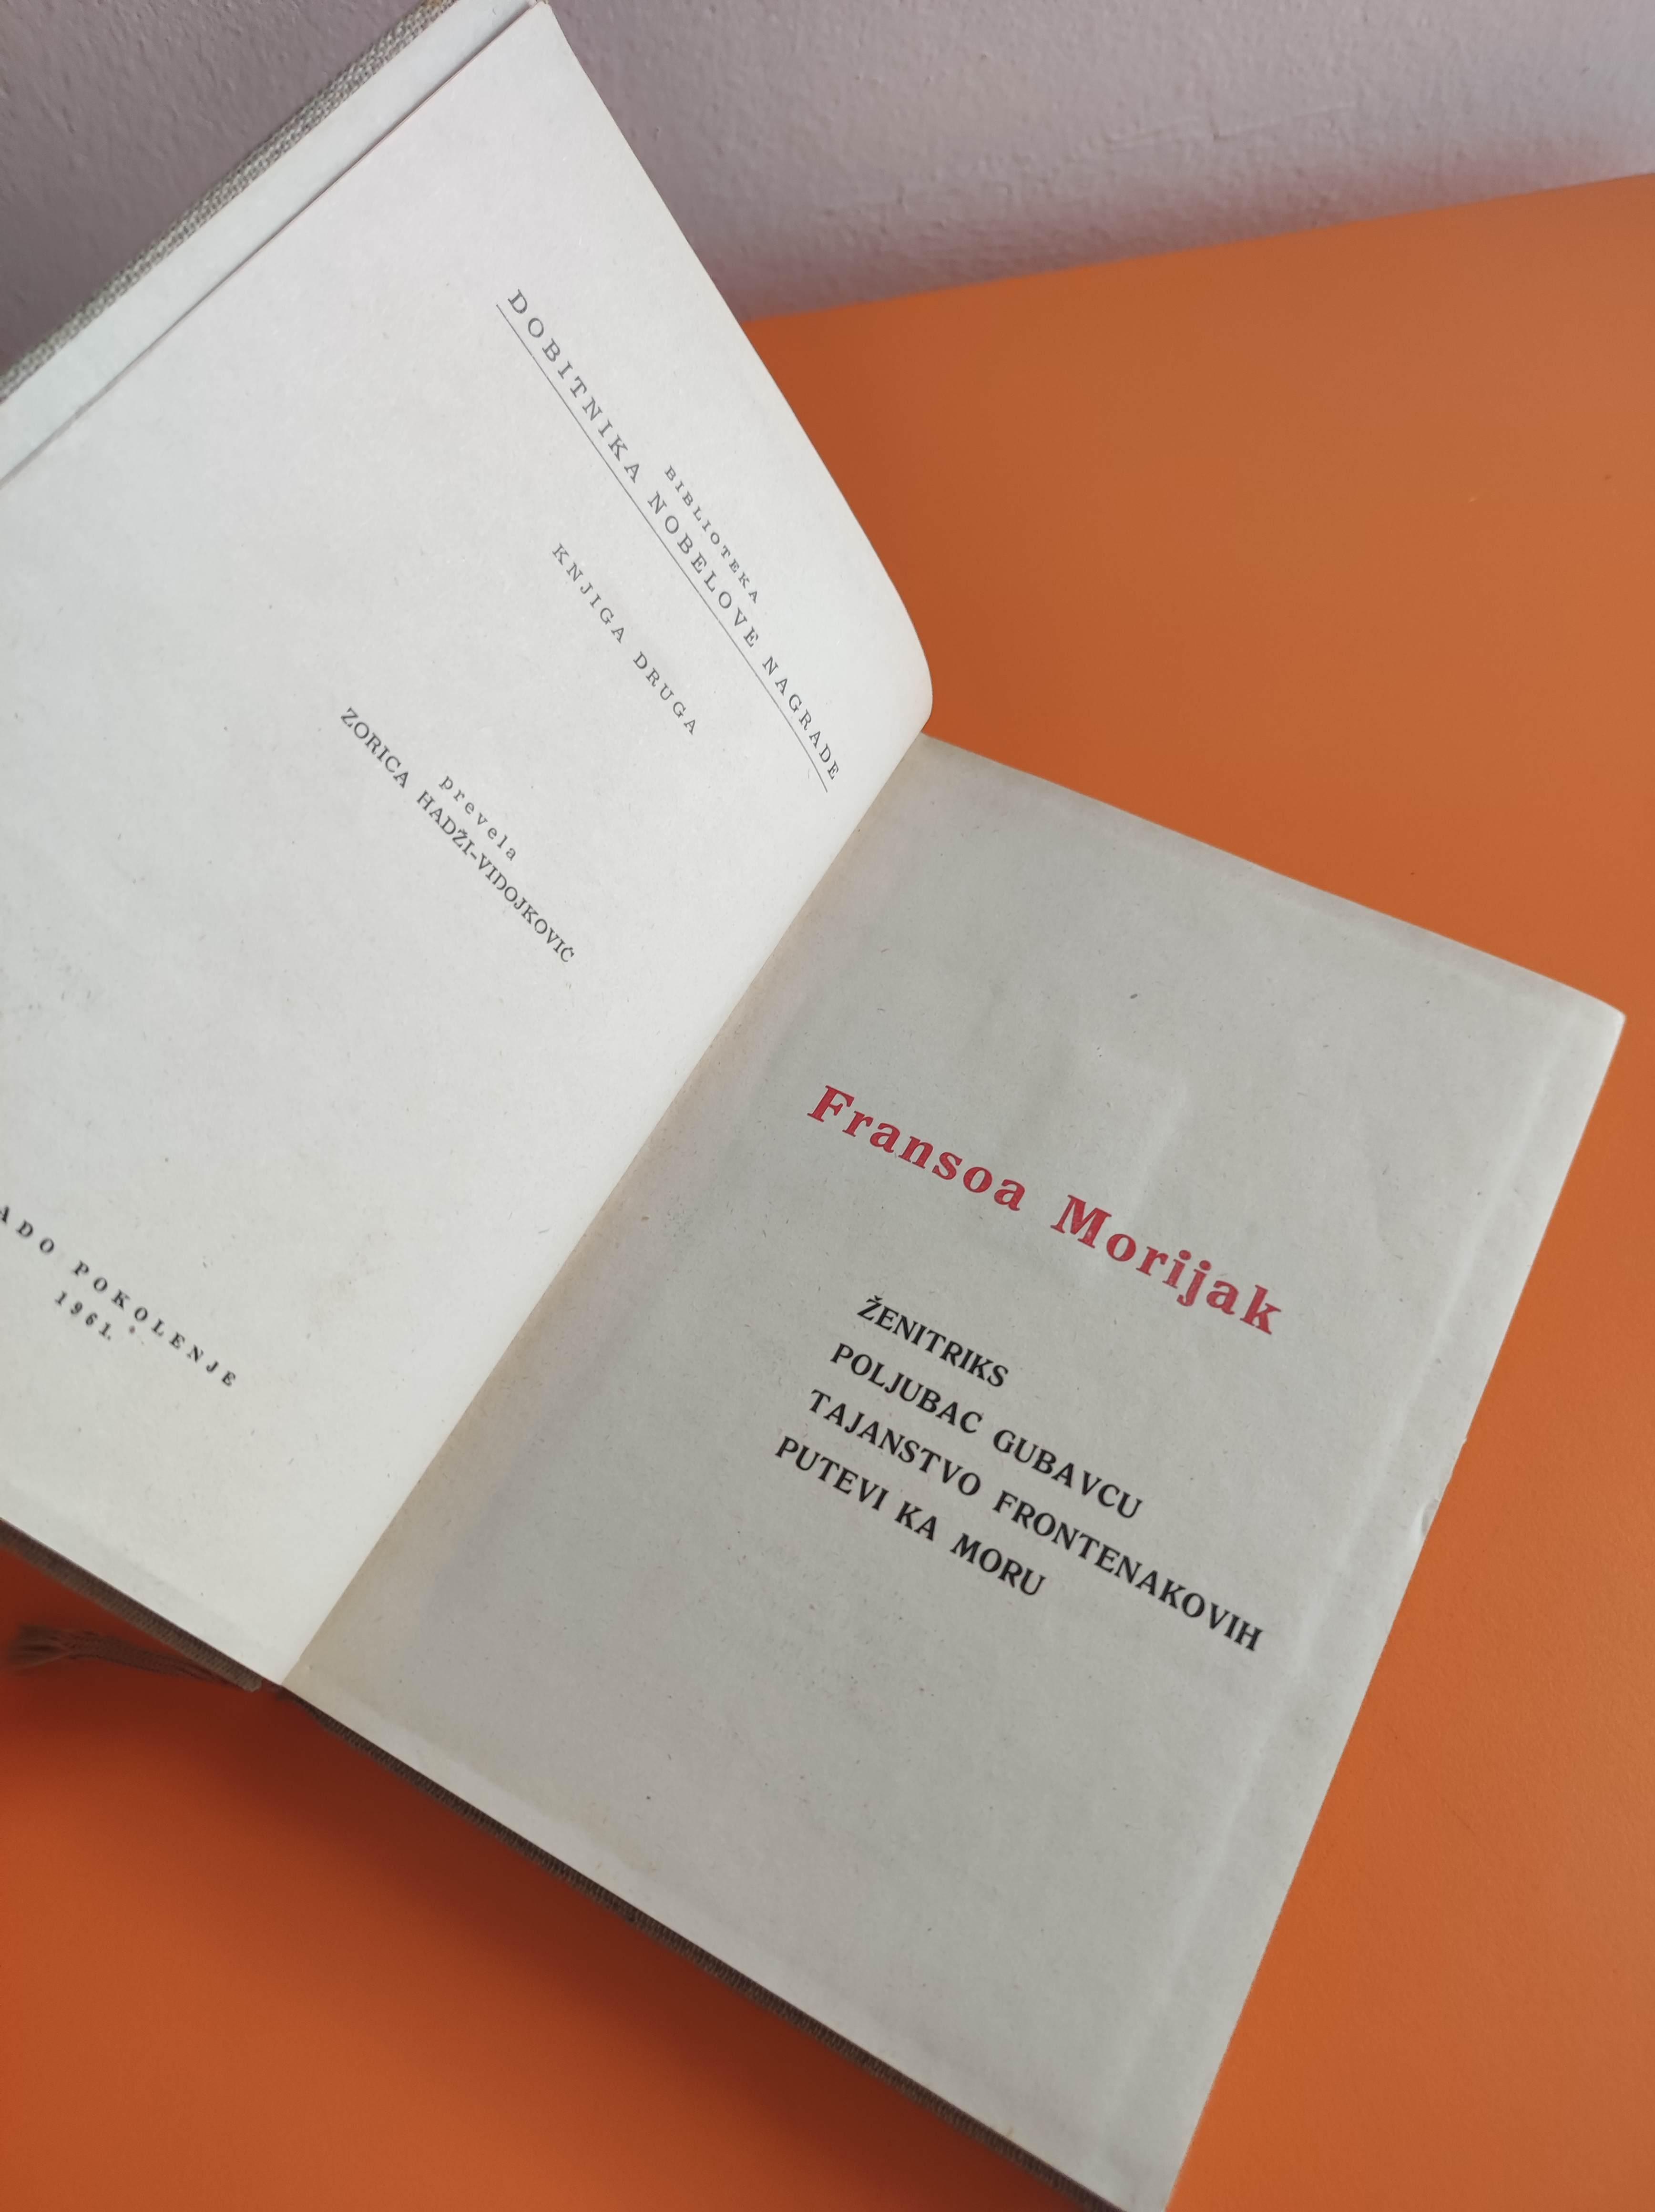 BIBLIOTEKA
DOBITNIKA NOBELOVE NAGRADE
KNJIGA DRUGA
prevela
ZORICA HADŽI-VIDOJKOVIĆ
ADO POKOLENJE
1961.
Fransoa Morijak
ŽENITRIKS
POLJUBAC GUBAVCU
TAJANSTVO FRONTENAKOVIH
PUTEVI KA MORU